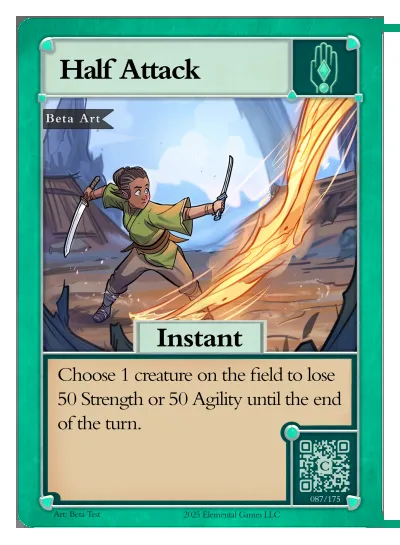 Half Attack
Beta Art
Instant
Choose 1 creature on the field to lose
50 Strength or 50 Agility until the end
of the turn.
C
087/175
Art: Beta Test
2025 Elemental Games LLC